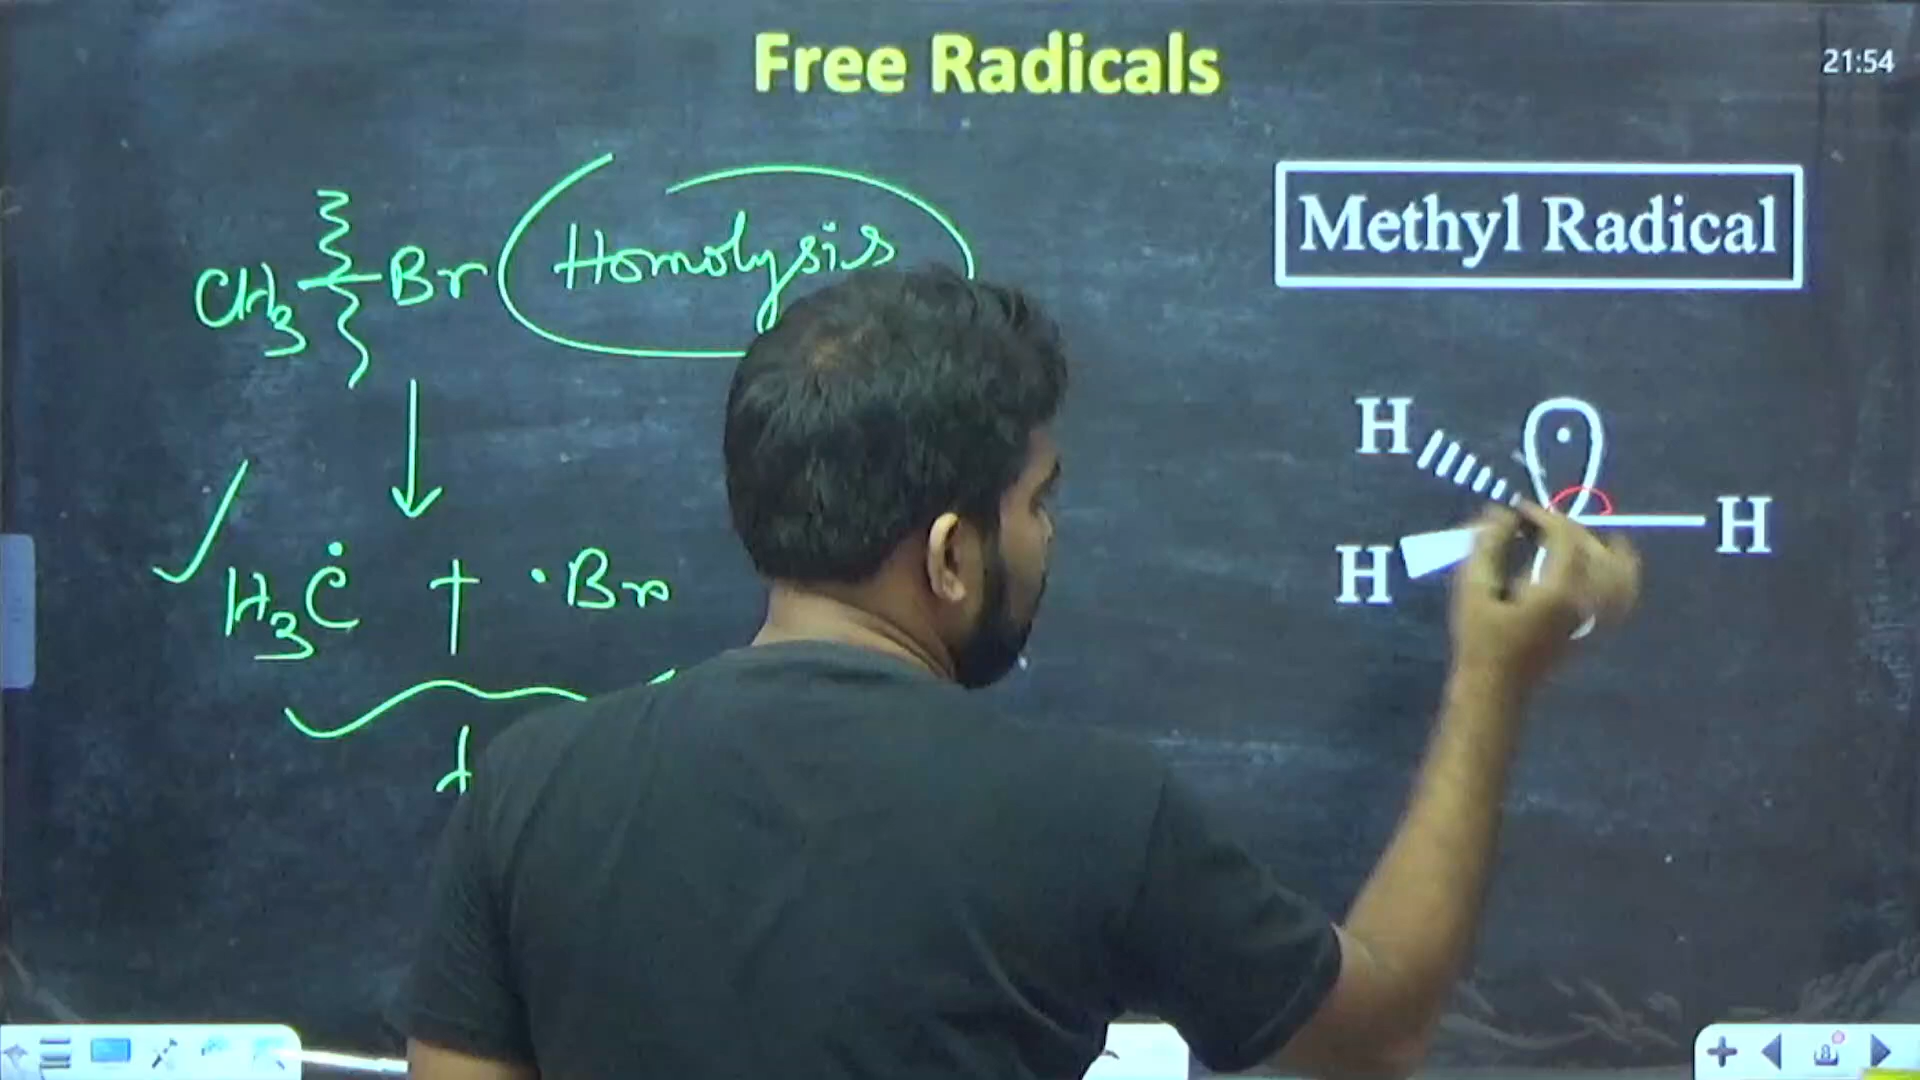 Free Radicals
21:54
Methyl Radical
CH3-Br Homolysis
H3Ċ + ·Br
H
H
H